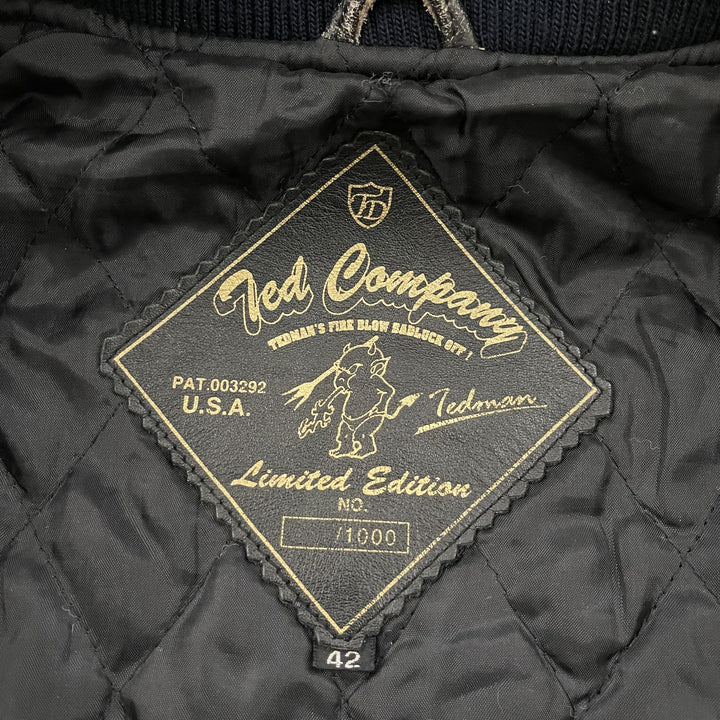 TD
Ted Company
TEDMAN'S FIRE BLOW BADLUCK OFF!
PAT.003292
U.S.A.
Tedman
Limited Edition
NO.
/1000
42